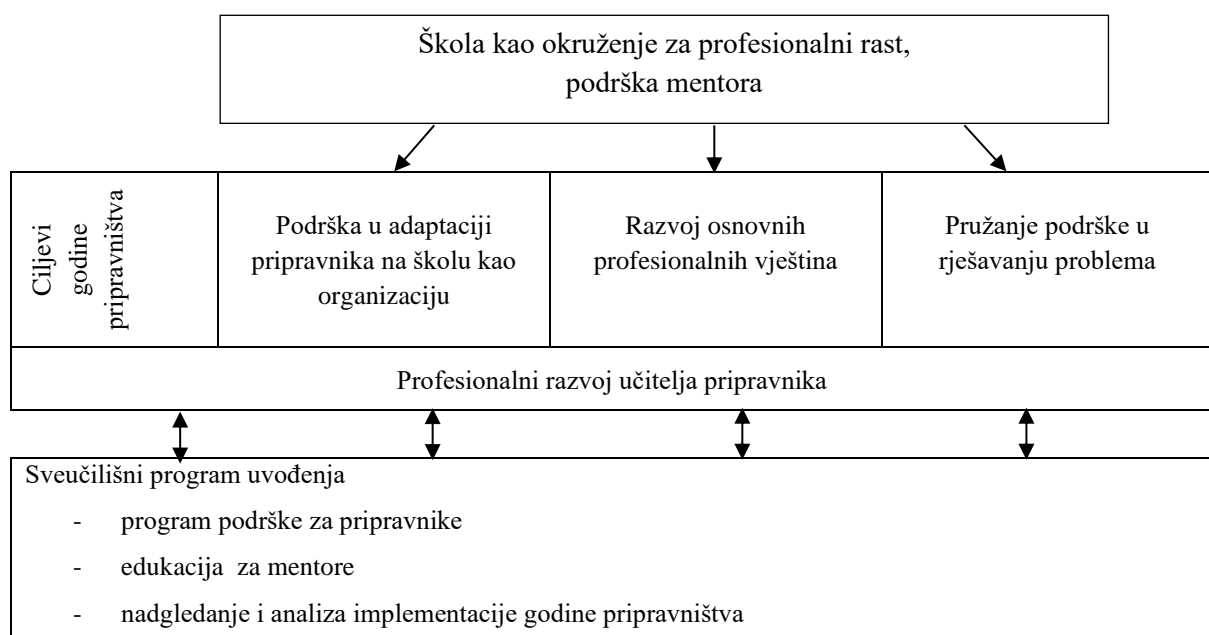 Škola kao okruženje za profesionalni rast,
podrška mentora
Ciljevi
godine
pripravništva
Podrška u adaptaciji
pripravnika na školu kao
organizaciju
Razvoj osnovnih
profesionalnih vještina
Pružanje podrške u
rješavanju problema
Profesionalni razvoj učitelja pripravnika
Sveučilišni program uvođenja
- program podrške za pripravnike
- edukacija za mentore
- nadgledanje i analiza implementacije godine pripravništva